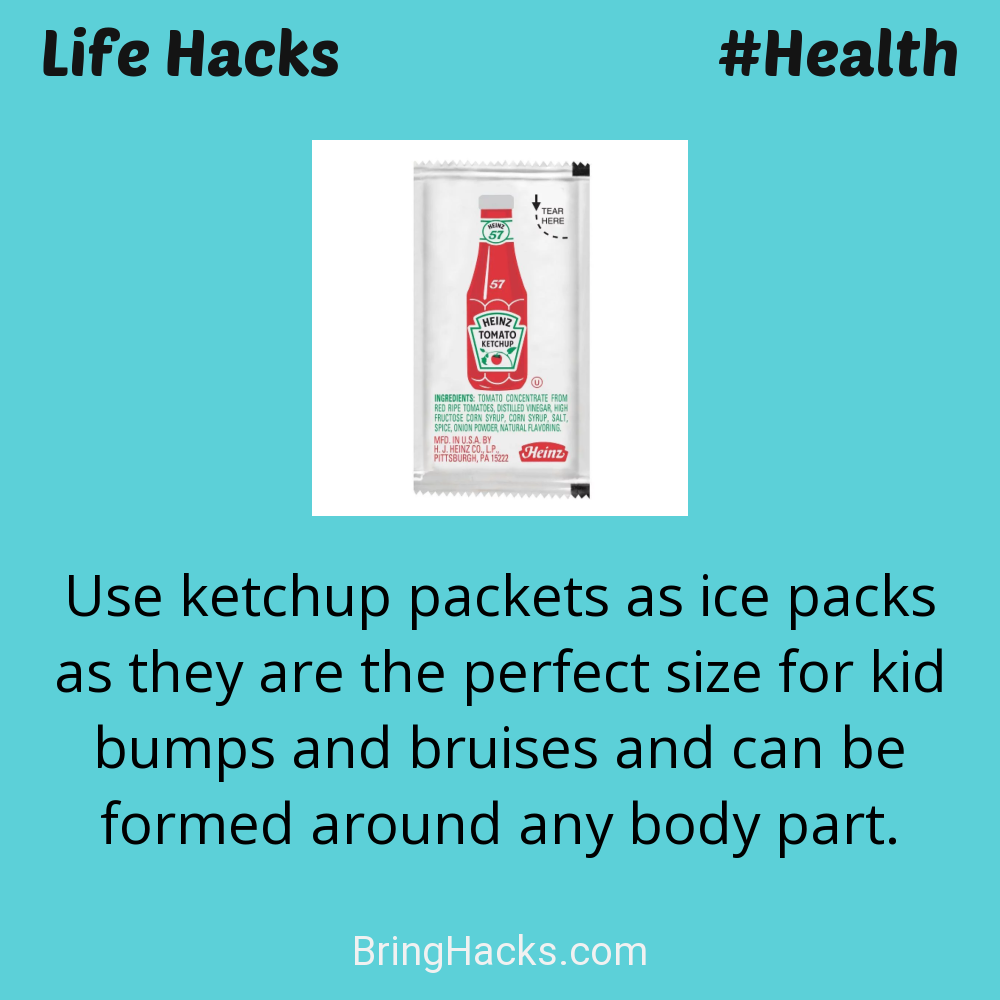 Life Hacks #Health
TEAR
HERE
HEINZ
57
57
HEINZ
TOMATO
KETCHUP
U
INGREDIENTS: TOMATO CONCENTRATE FROM
RED RIPE TOMATOES, DISTILLED VINEGAR, HIGH
FRUCTOSE CORN SYRUP, CORN SYRUP, SALT,
SPICE, ONION POWDER, NATURAL FLAVORING.
MFD. IN U.S.A. BY
H. J. HEINZ CO., L.P.,
PITTSBURGH, PA 15222
Heinz
Use ketchup packets as ice packs
as they are the perfect size for kid
bumps and bruises and can be
formed around any body part.
BringHacks.com